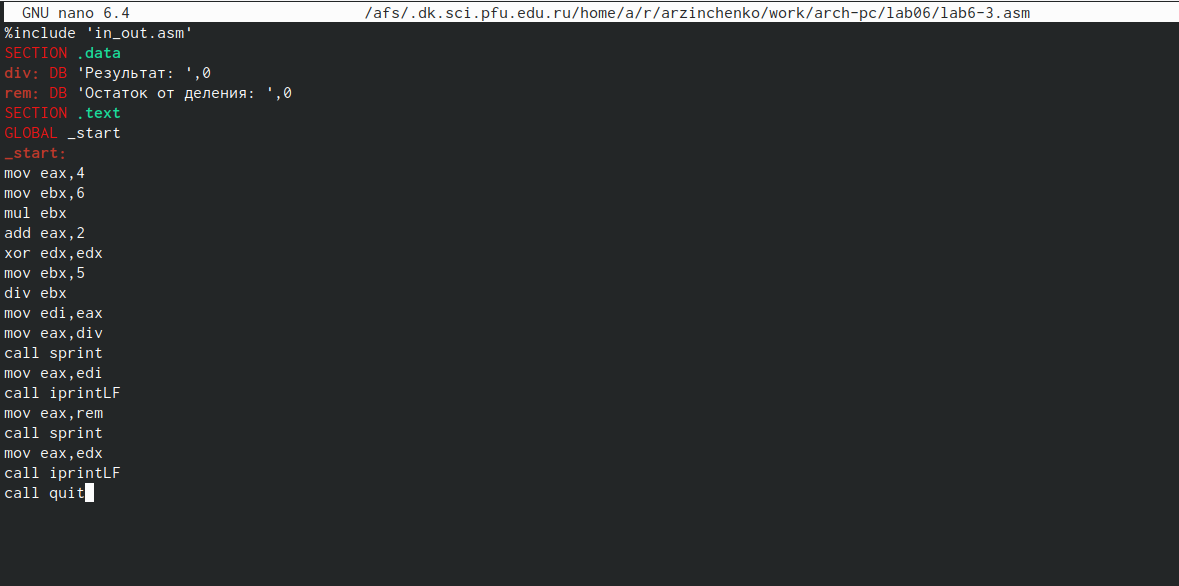 GNU nano 6.4 /afs/.dk.sci.pfu.edu.ru/home/a/r/arzinchenko/work/arch-pc/lab06/lab6-3.asm
%include 'in_out.asm'
SECTION .data
div: DB 'Результат: ',0
rem: DB 'Остаток от деления: ',0
SECTION .text
GLOBAL _start
_start:
mov eax,4
mov ebx,6
mul ebx
add eax,2
xor edx,edx
mov ebx,5
div ebx
mov edi,eax
mov eax,div
call sprint
mov eax,edi
call iprintLF
mov eax,rem
call sprint
mov eax,edx
call iprintLF
call quit